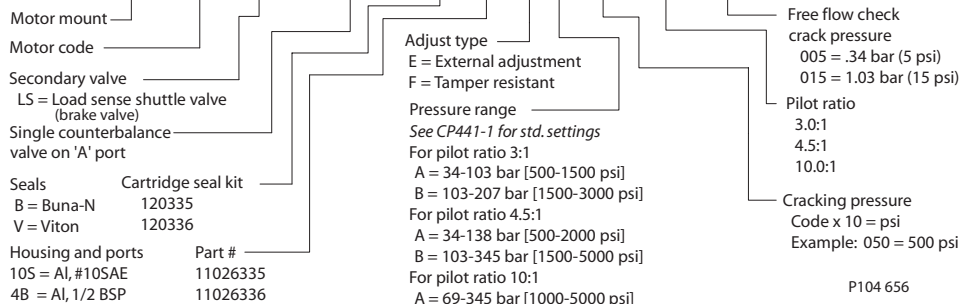 Motor mount
Motor code
Secondary valve
LS = Load sense shuttle valve
(brake valve)
Single counterbalance
valve on 'A' port
Seals Cartridge seal kit
B = Buna-N 120335
V = Viton 120336
Housing and ports Part #
10S = Al, #10SAE 11026335
4B = Al, 1/2 BSP 11026336
Adjust type
E = External adjustment
F = Tamper resistant
Pressure range
See CP441-1 for std. settings
For pilot ratio 3:1
A = 34-103 bar [500-1500 psi]
B = 103-207 bar [1500-3000 psi]
For pilot ratio 4.5:1
A = 34-138 bar [500-2000 psi]
B = 103-345 bar [1500-5000 psi]
For pilot ratio 10:1
A = 69-345 bar [1000-5000 psi]
Free flow check
crack pressure
005 = .34 bar (5 psi)
015 = 1.03 bar (15 psi)
Pilot ratio
3.0:1
4.5:1
10.0:1
Cracking pressure
Code x 10 = psi
Example: 050 = 500 psi
P104 656